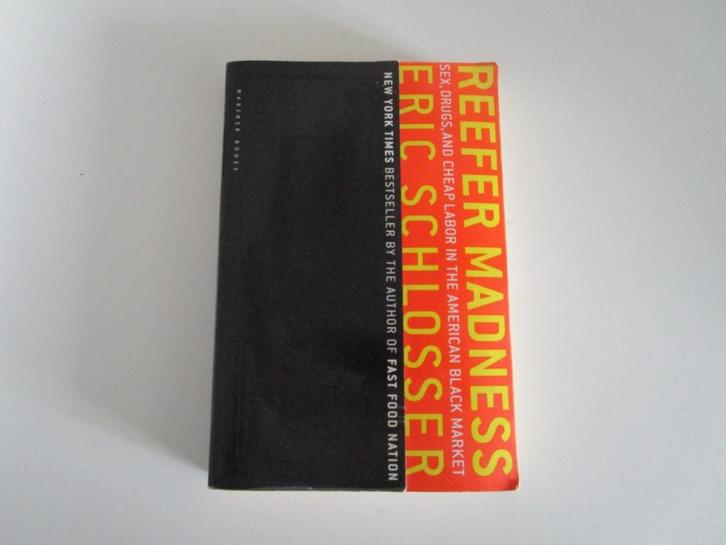 REEFER MADNESS
SEX, DRUGS, AND CHEAP LABOR IN THE AMERICAN BLACK MARKET
ERIC SCHLOSSER
NEW YORK TIMES BESTSELLER BY THE AUTHOR OF FAST FOOD NATION
MARINER BOOKS